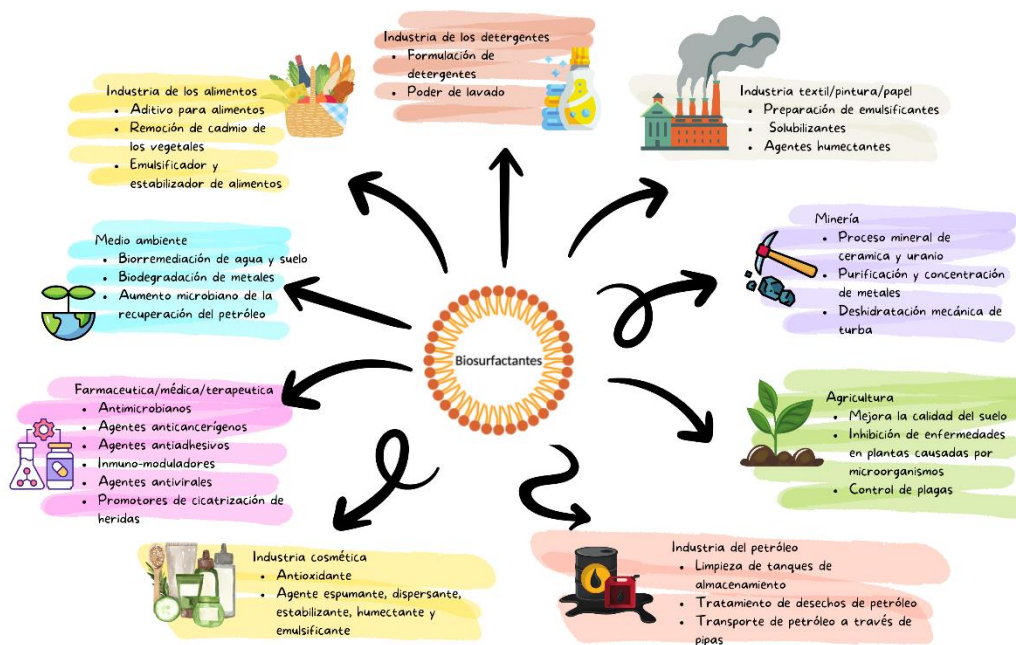 Industria de los alimentos
• Aditivo para alimentos
• Remoción de cadmio de
los vegetales
• Emulsificador y
estabilizador de alimentos
Industria de los detergentes
• Formulación de
detergentes
• Poder de lavado
Industria textil/pintura/papel
• Preparación de emulsificantes
• Solubilizantes
• Agentes humectantes
Medio ambiente
• Biorremediación de agua y suelo
• Biodegradación de metales
• Aumento microbiano de la
recuperación del petróleo
Biosurfactantes
Minería
• Proceso mineral de
ceramica y uranio
• Purificación y concentración
de metales
• Deshidratación mecánica de
turba
Farmaceutica/médica/terapeutica
• Antimicrobianos
• Agentes anticancerígenos
• Agentes antiadhesivos
• Inmuno-moduladores
• Agentes antivirales
• Promotores de cicatrización de
heridas
Agricultura
• Mejora la calidad del suelo
• Inhibición de enfermedades
en plantas causadas por
microorganismos
• Control de plagas
Industria cosmética
• Antioxidante
• Agente espumante, dispersante,
estabilizante, humectante y
emulsificante
Industria del petróleo
• Limpieza de tanques de
almacenamiento
• Tratamiento de desechos de petróleo
• Transporte de petróleo a través de
pipas